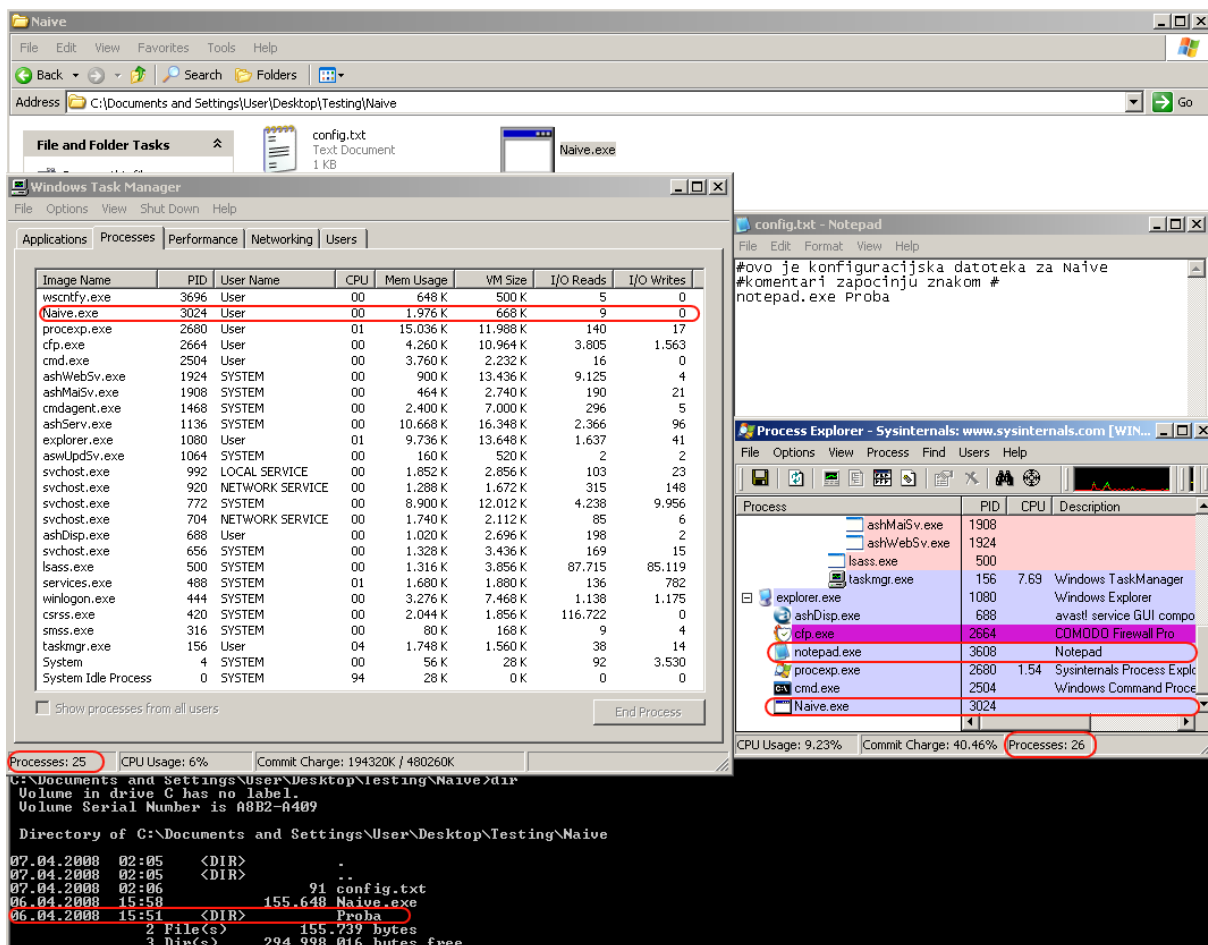 Naive
File Edit View Favorites Tools Help
Back Search Folders
Address C:\Documents and Settings\User\Desktop\Testing\Naive Go
File and Folder Tasks
config.txt
Text Document
1 KB
Naive.exe
Windows Task Manager
File Options View Shut Down Help
Applications Processes Performance Networking Users
Image Name PID User Name CPU Mem Usage VM Size I/O Reads I/O Writes
wscntfy.exe 3696 User 00 648 K 500 K 5 0
Naive.exe 3024 User 00 1.976 K 668 K 9 0
procexp.exe 2680 User 01 15.036 K 11.988 K 140 17
cfp.exe 2664 User 00 4.260 K 10.964 K 3.805 1.563
cmd.exe 2504 User 00 3.760 K 2.232 K 16 0
ashWebSv.exe 1924 SYSTEM 00 900 K 13.436 K 9.125 4
ashMaiSv.exe 1908 SYSTEM 00 464 K 2.740 K 190 21
cmdagent.exe 1468 SYSTEM 00 2.400 K 7.000 K 296 5
ashServ.exe 1136 SYSTEM 00 10.668 K 16.348 K 2.366 96
explorer.exe 1080 User 01 9.736 K 13.648 K 1.637 41
aswUpdSv.exe 1064 SYSTEM 00 160 K 520 K 2 2
svchost.exe 992 LOCAL SERVICE 00 1.852 K 2.856 K 103 23
svchost.exe 920 NETWORK SERVICE 00 1.288 K 1.672 K 315 148
svchost.exe 772 SYSTEM 00 8.900 K 12.012 K 4.238 9.956
svchost.exe 704 NETWORK SERVICE 00 1.740 K 2.112 K 85 6
ashDisp.exe 688 User 00 1.020 K 2.696 K 198 2
svchost.exe 656 SYSTEM 00 1.328 K 3.436 K 169 15
lsass.exe 500 SYSTEM 00 1.316 K 3.856 K 87.715 85.119
services.exe 488 SYSTEM 01 1.680 K 1.880 K 136 782
winlogon.exe 444 SYSTEM 00 3.276 K 7.468 K 1.138 1.175
csrss.exe 420 SYSTEM 00 2.044 K 1.856 K 116.722 0
smss.exe 316 SYSTEM 00 80 K 168 K 9 4
taskmgr.exe 156 User 04 1.748 K 1.560 K 38 14
System 4 SYSTEM 00 56 K 28 K 92 3.530
System Idle Process 0 SYSTEM 94 28 K 0 K 0 0
Show processes from all users End Process
Processes: 25 CPU Usage: 6% Commit Charge: 194320K / 480260K
config.txt - Notepad
File Edit Format View Help
#ovo je konfiguracijska datoteka za Naive
#komentari zapocinju znakom #
notepad.exe Proba
Process Explorer - Sysinternals: www.sysinternals.com [WIN...
File Options View Process Find Users Help
Process PID CPU Description
ashMaiSv.exe 1908
ashWebSv.exe 1924
lsass.exe 500
taskmgr.exe 156 7.69 Windows TaskManager
explorer.exe 1080 Windows Explorer
ashDisp.exe 688 avast! service GUI compo
cfp.exe 2664 COMODO Firewall Pro
notepad.exe 3608 Notepad
procexp.exe 2680 1.54 Sysinternals Process Explo
cmd.exe 2504 Windows Command Proce
Naive.exe 3024
CPU Usage: 9.23% Commit Charge: 40.46% Processes: 26
C:\Documents and Settings\User\Desktop\Testing\Naive>dir
Volume in drive C has no label.
Volume Serial Number is A8B2-A409
Directory of C:\Documents and Settings\User\Desktop\Testing\Naive
07.04.2008 02:05 <DIR> .
07.04.2008 02:05 <DIR> ..
07.04.2008 02:06 91 config.txt
06.04.2008 15:58 155.648 Naive.exe
06.04.2008 15:51 <DIR> Proba
2 File(s) 155.739 bytes
3 Dir(s) 294.998.016 bytes free